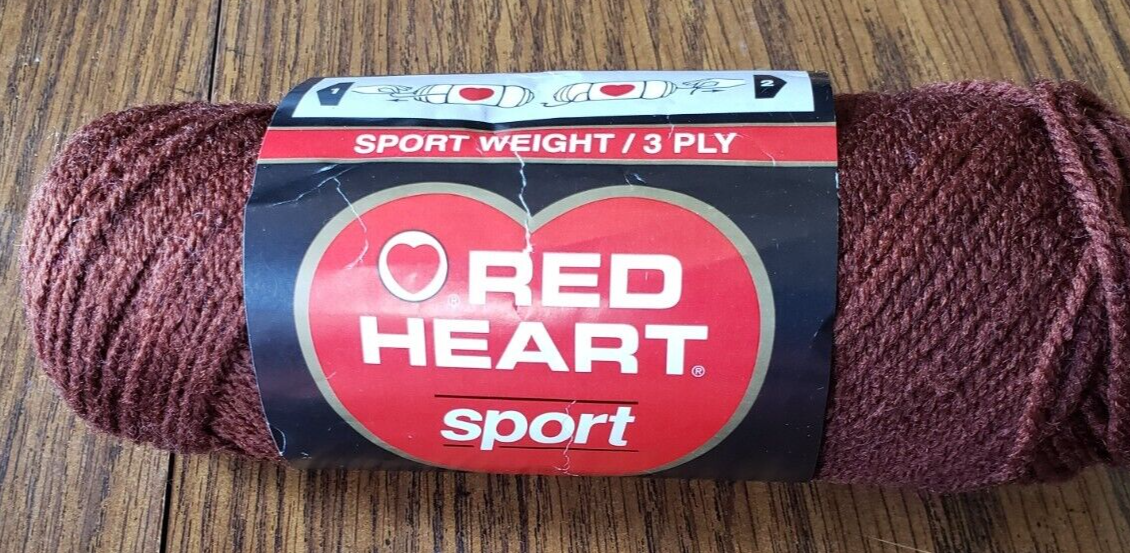 1 2
SPORT WEIGHT / 3 PLY
RED
HEART®
sport